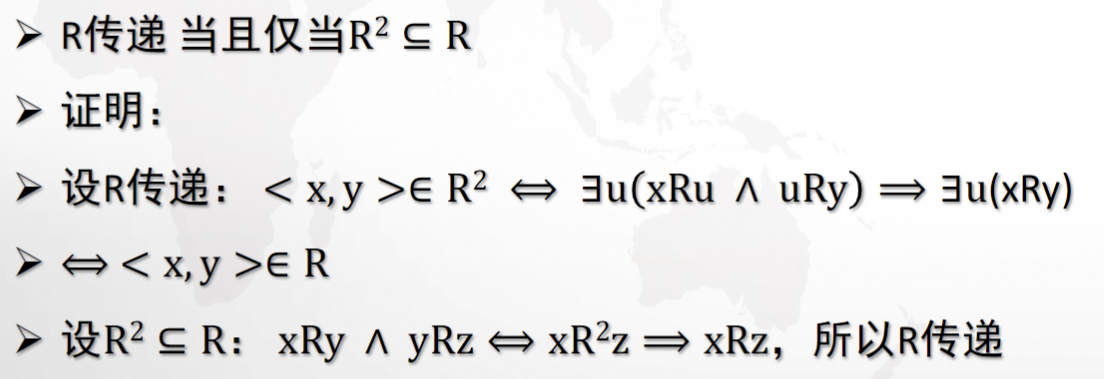 ➢ R传递 当且仅当R² ⊆ R
➢ 证明：
➢ 设R传递： < x, y >∈ R² ⇔ ∃u(xRu ∧ uRy) ⟹ ∃u(xRy)
➢ ⇔ < x, y >∈ R
➢ 设R² ⊆ R： xRy ∧ yRz ⇔ xR²z ⟹ xRz，所以R传递